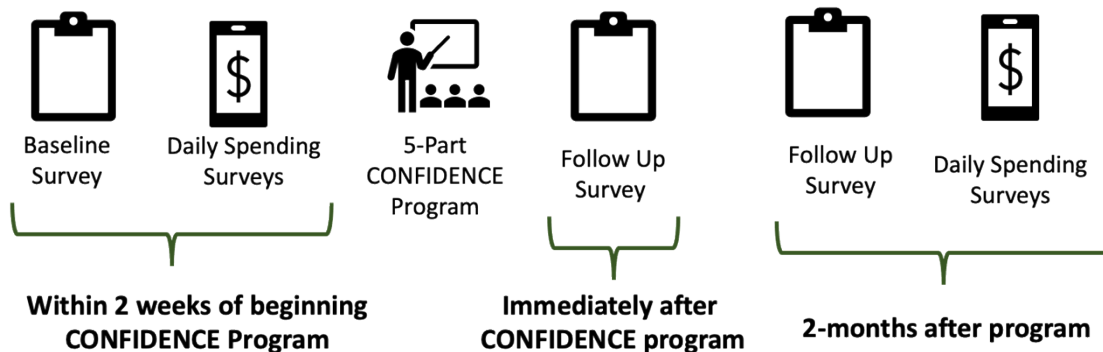 $
$
Baseline
Survey
Daily Spending
Surveys
5-Part
CONFIDENCE
Program
Follow Up
Survey
Follow Up
Survey
Daily Spending
Surveys
Within 2 weeks of beginning
CONFIDENCE Program
Immediately after
CONFIDENCE program
2-months after program